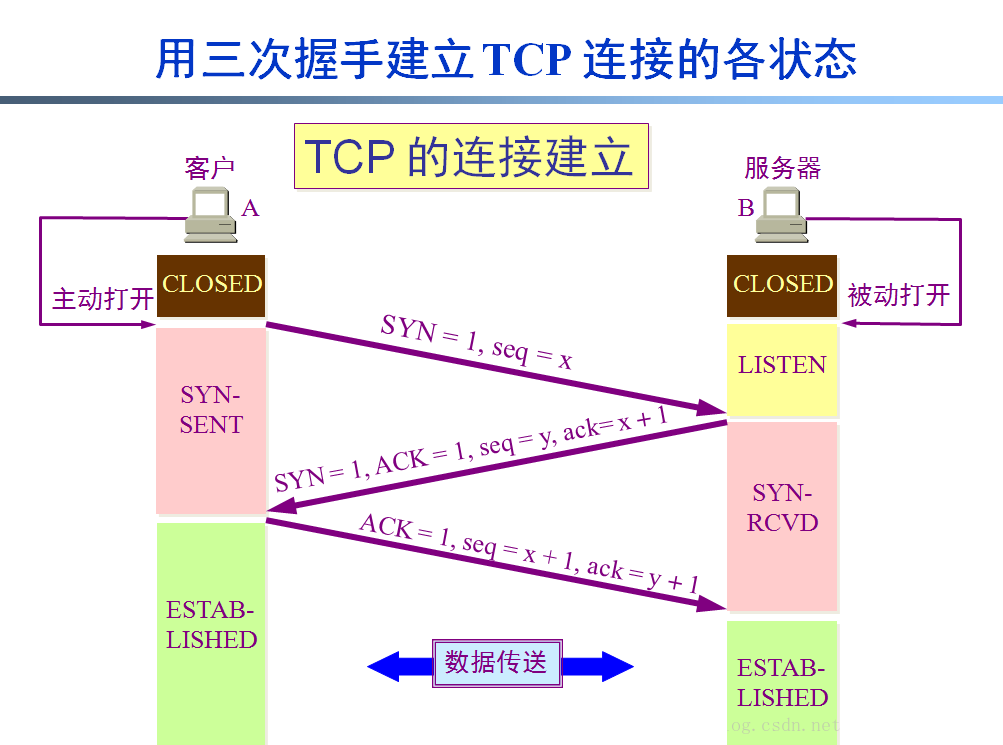 用三次握手建立 TCP 连接的各状态
TCP 的连接建立
客户
服务器
A
B
CLOSED
CLOSED
主动打开
被动打开
SYN = 1, seq = x
LISTEN
SYN-
SENT
SYN = 1, ACK = 1, seq = y, ack= x + 1
SYN-
RCVD
ACK = 1, seq = x + 1, ack = y + 1
ESTAB-
LISHED
数据传送
ESTAB-
LISHED
og.csdn.net